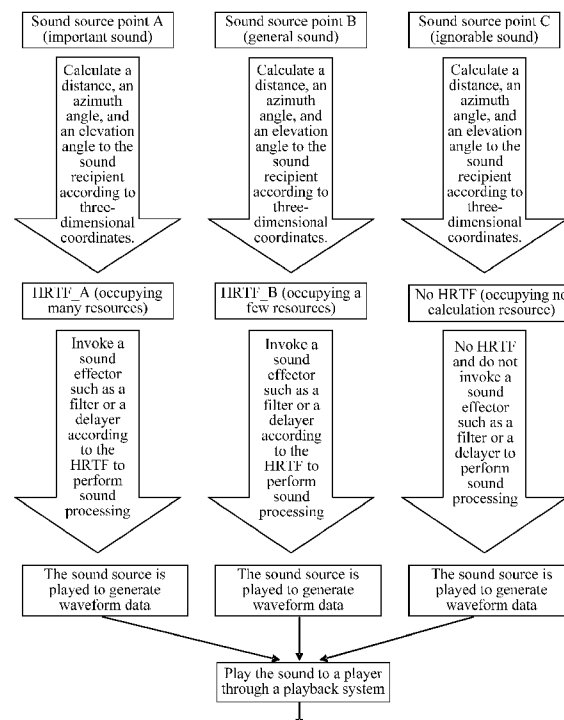 Sound source point A
(important sound)
Calculate a
distance, an
azimuth
angle, and
an elevation
angle to the
sound
recipient
according to
three-
dimensional
coordinates.
HRTF_A (occupying
many resources)
Invoke a
sound
effector
such as a
filter or a
delayer
according
to the
HRTF to
perform
sound
processing
The sound source is
played to generate
waveform data
Sound source point B
(general sound)
Calculate a
distance, an
azimuth
angle, and
an elevation
angle to the
sound
recipient
according to
three-
dimensional
coordinates.
HRTF_B (occupying a
few resources)
Invoke a
sound
effector
such as a
filter or a
delayer
according
to the
HRTF to
perform
sound
processing
The sound source is
played to generate
waveform data
Sound source point C
(ignorable sound)
Calculate a
distance, an
azimuth
angle, and
an elevation
angle to the
sound
recipient
according to
three-
dimensional
coordinates.
No HRTF (occupying no
calculation resource)
No HRTF
and do not
invoke a
sound
effector
such as a
filter or a
delayer to
perform
sound
processing
The sound source is
played to generate
waveform data
Play the sound to a player
through a playback system